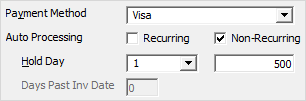 Payment Method Visa
Auto Processing Recurring Non-Recurring
Hold Day 1 500
Days Past Inv Date 0